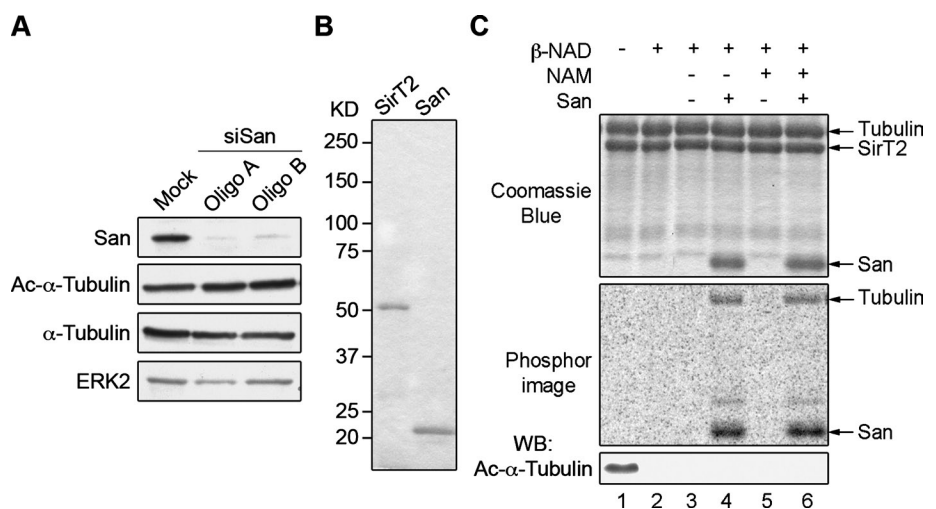 A
siSan
Mock
Oligo A
Oligo B
San
Ac-α-Tubulin
α-Tubulin
ERK2
B
KD
SirT2
San
250
150
100
75
50
37
25
20
C
β-NAD - + + + + +
NAM - - + +
San - + - +
Coomassie
Blue
Tubulin
SirT2
San
Phosphor
image
Tubulin
San
WB:
Ac-α-Tubulin
1 2 3 4 5 6